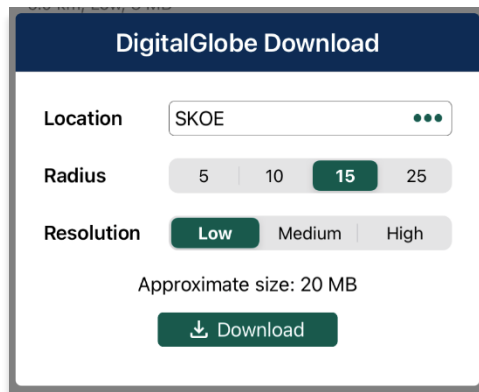 DigitalGlobe Download
Location SKOE •••
Radius 5 10 15 25
Resolution Low Medium High
Approximate size: 20 MB
Download